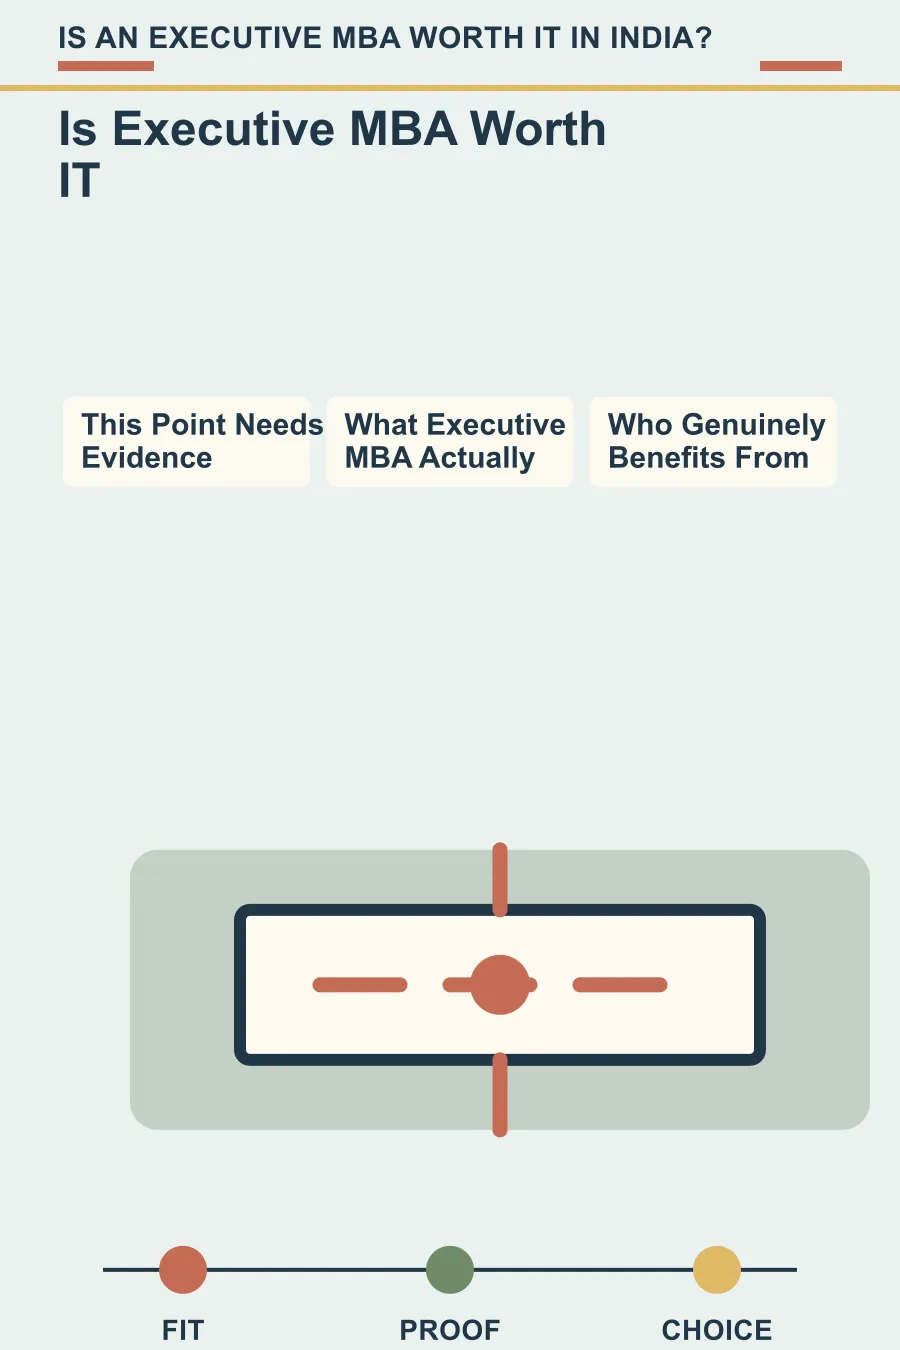 IS AN EXECUTIVE MBA WORTH IT IN INDIA?
Is Executive MBA Worth
IT
This Point Needs
Evidence
What Executive
MBA Actually
Who Genuinely
Benefits From
FIT
PROOF
CHOICE